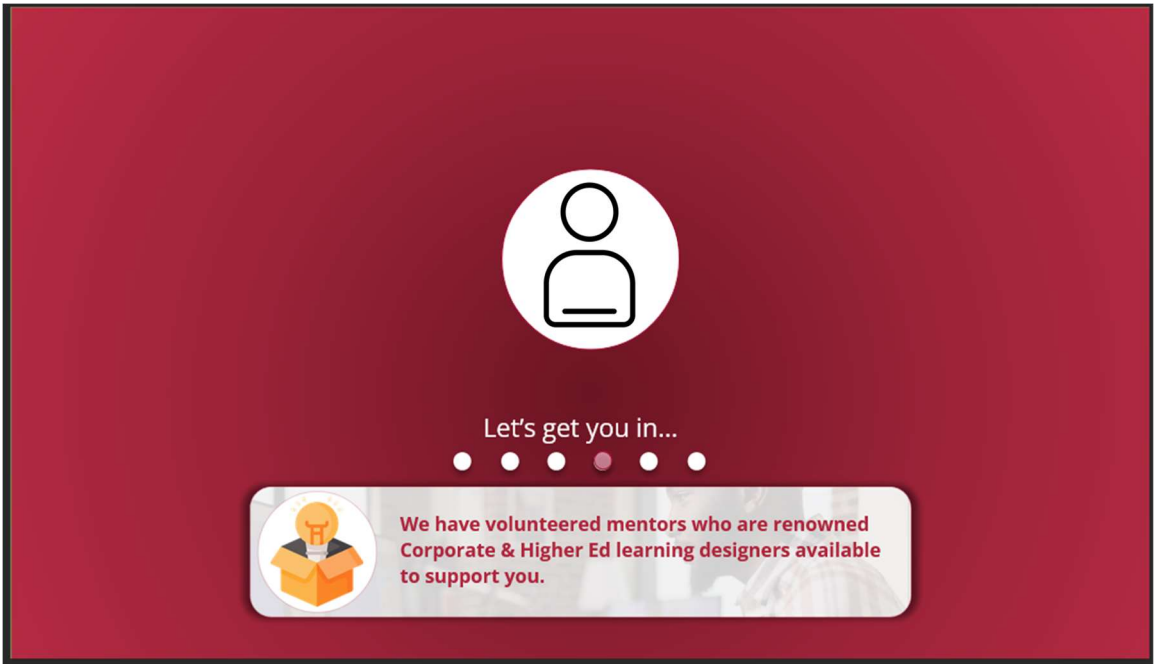 Let's get you in...
We have volunteered mentors who are renowned
Corporate & Higher Ed learning designers available
to support you.